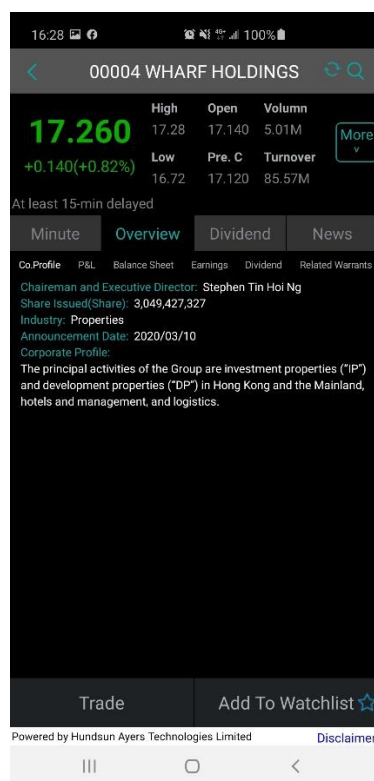 16:28 100%
00004 WHARF HOLDINGS
High Open Volumn
17.260 17.28 17.140 5.01M More
+0.140(+0.82%) Low Pre. C Turnover
16.72 17.120 85.57M
At least 15-min delayed
Minute Overview Dividend News
Co.Profile P&L Balance Sheet Earnings Dividend Related Warrants
Chaireman and Executive Director: Stephen Tin Hoi Ng
Share Issued(Share): 3,049,427,327
Industry: Properties
Announcement Date: 2020/03/10
Corporate Profile:
The principal activities of the Group are investment properties ("IP")
and development properties ("DP") in Hong Kong and the Mainland,
hotels and management, and logistics.
Trade Add To Watchlist
Powered by Hundsun Ayers Technologies Limited Disclaimer